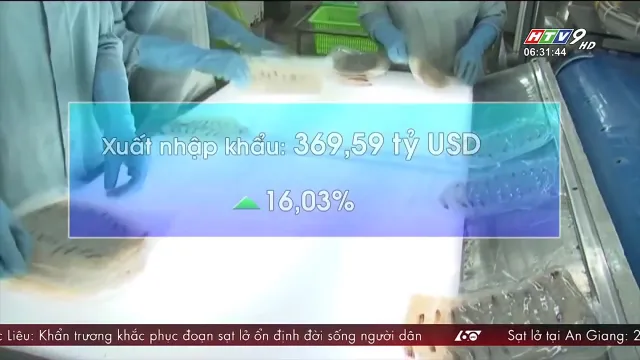 HTV9 HD
06:31:44
Xuất nhập khẩu: 369,59 tỷ USD
16,03%
Liêu: Khẩn trương khắc phục đoạn sạt lở ổn định đời sống người dân
Sạt lở tại An Giang: 2